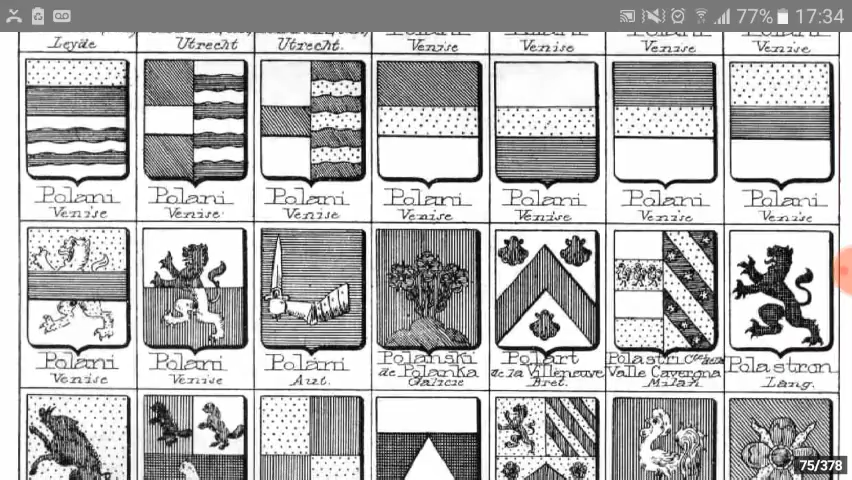 77% 17:34
Leyde Utrecht Utrecht. Venise Venise Venise Venise
Polani Polani Polani Polani Polani Polani Polani
Venise Venise Venise Venise Venise Venise Venise
Polani Polani Polani Polanski Polart Polastri Polastron
Venise Venise Aut. de Polanka de la Villeneuve Valle Cavergna Lang.
Galicie Bret. Milan
75/378